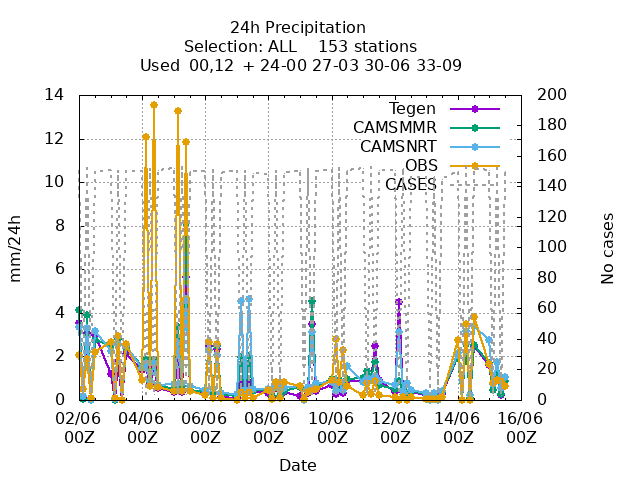 24h Precipitation
Selection: ALL 153 stations
Used 00,12 + 24-00 27-03 30-06 33-09
mm/24h
14
12
10
8
6
4
2
0
Tegen
CAMSMMR
CAMSNRT
OBS
CASES
200
180
160
140
120
100
80
60
40
20
0
No cases
02/06 04/06 06/06 08/06 10/06 12/06 14/06 16/06
00Z 00Z 00Z 00Z 00Z 00Z 00Z 00Z
Date